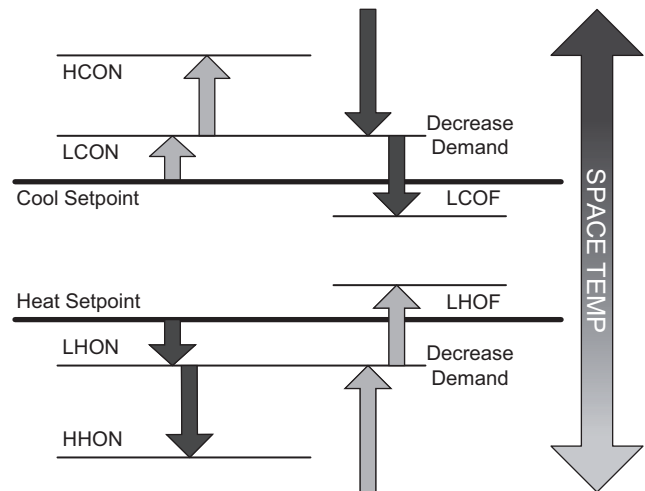 HCON
Decrease
Demand
LCON
Cool Setpoint
LCOF
SPACE TEMP
Heat Setpoint
LHOF
LHON
Decrease
Demand
HHON